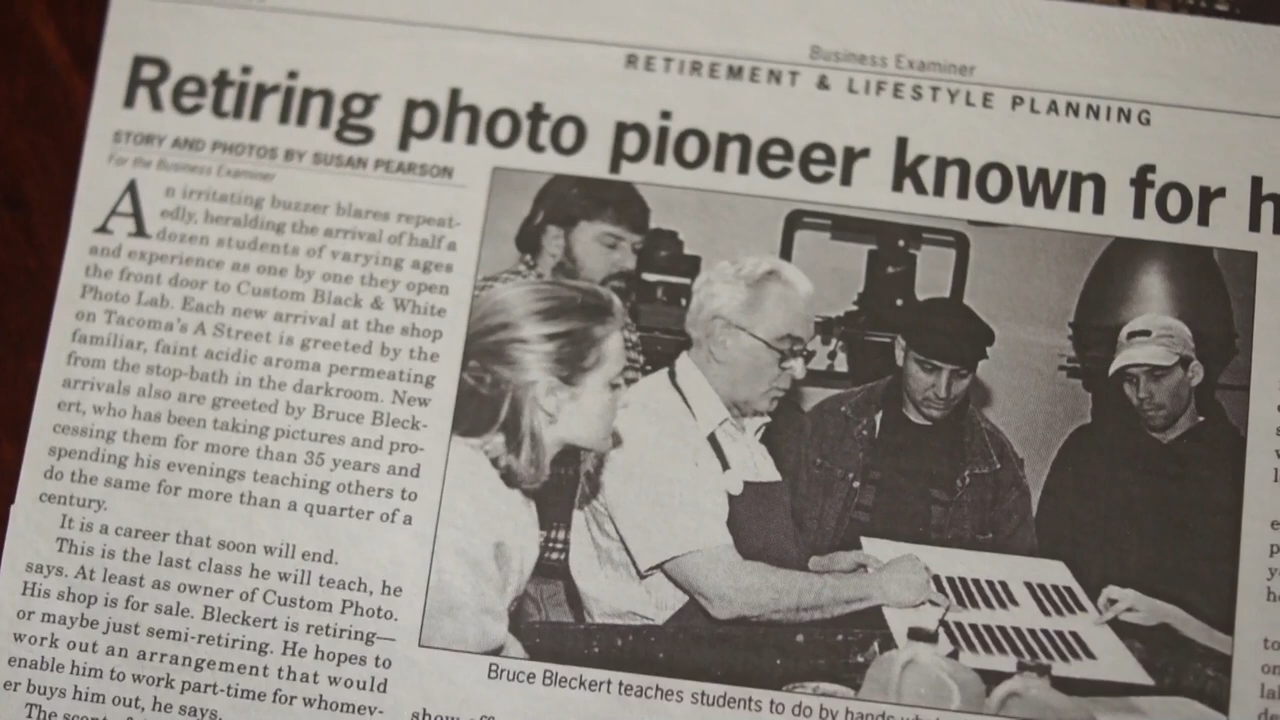 Business Examiner
RETIREMENT & LIFESTYLE PLANNING
Retiring photo pioneer known for h
STORY AND PHOTOS BY SUSAN PEARSON
For the Business Examiner
An irritating buzzer blares repeat-
edly, heralding the arrival of half a
dozen students of varying ages
and experience as one by one they open
the front door to Custom Black & White
Photo Lab. Each new arrival at the shop
on Tacoma's A Street is greeted by the
familiar, faint acidic aroma permeating
from the stop-bath in the darkroom. New
arrivals also are greeted by Bruce Bleck-
ert, who has been taking pictures and pro-
cessing them for more than 35 years and
spending his evenings teaching others to
do the same for more than a quarter of a
century.
It is a career that soon will end.
This is the last class he will teach, he
says. At least as owner of Custom Photo.
His shop is for sale. Bleckert is retiring—
or maybe just semi-retiring. He hopes to
work out an arrangement that would
enable him to work part-time for whomev-
er buys him out, he says.
The
Bruce Bleckert teaches students to do by hands